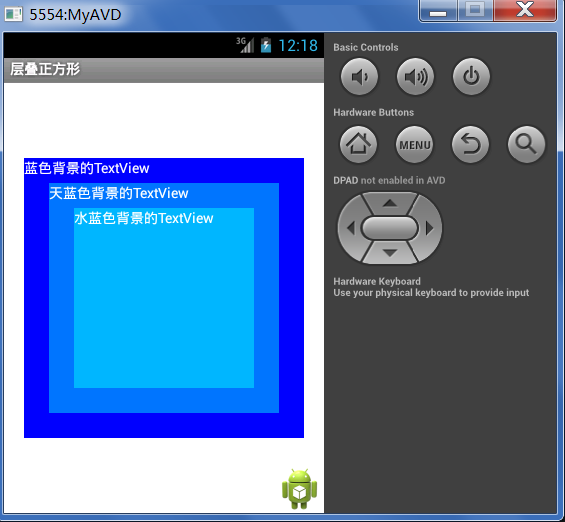 5554:MyAVD
3G 12:18
层叠正方形
蓝色背景的TextView
天蓝色背景的TextView
水蓝色背景的TextView
Basic Controls
Hardware Buttons
MENU
DPAD not enabled in AVD
Hardware Keyboard
Use your physical keyboard to provide input